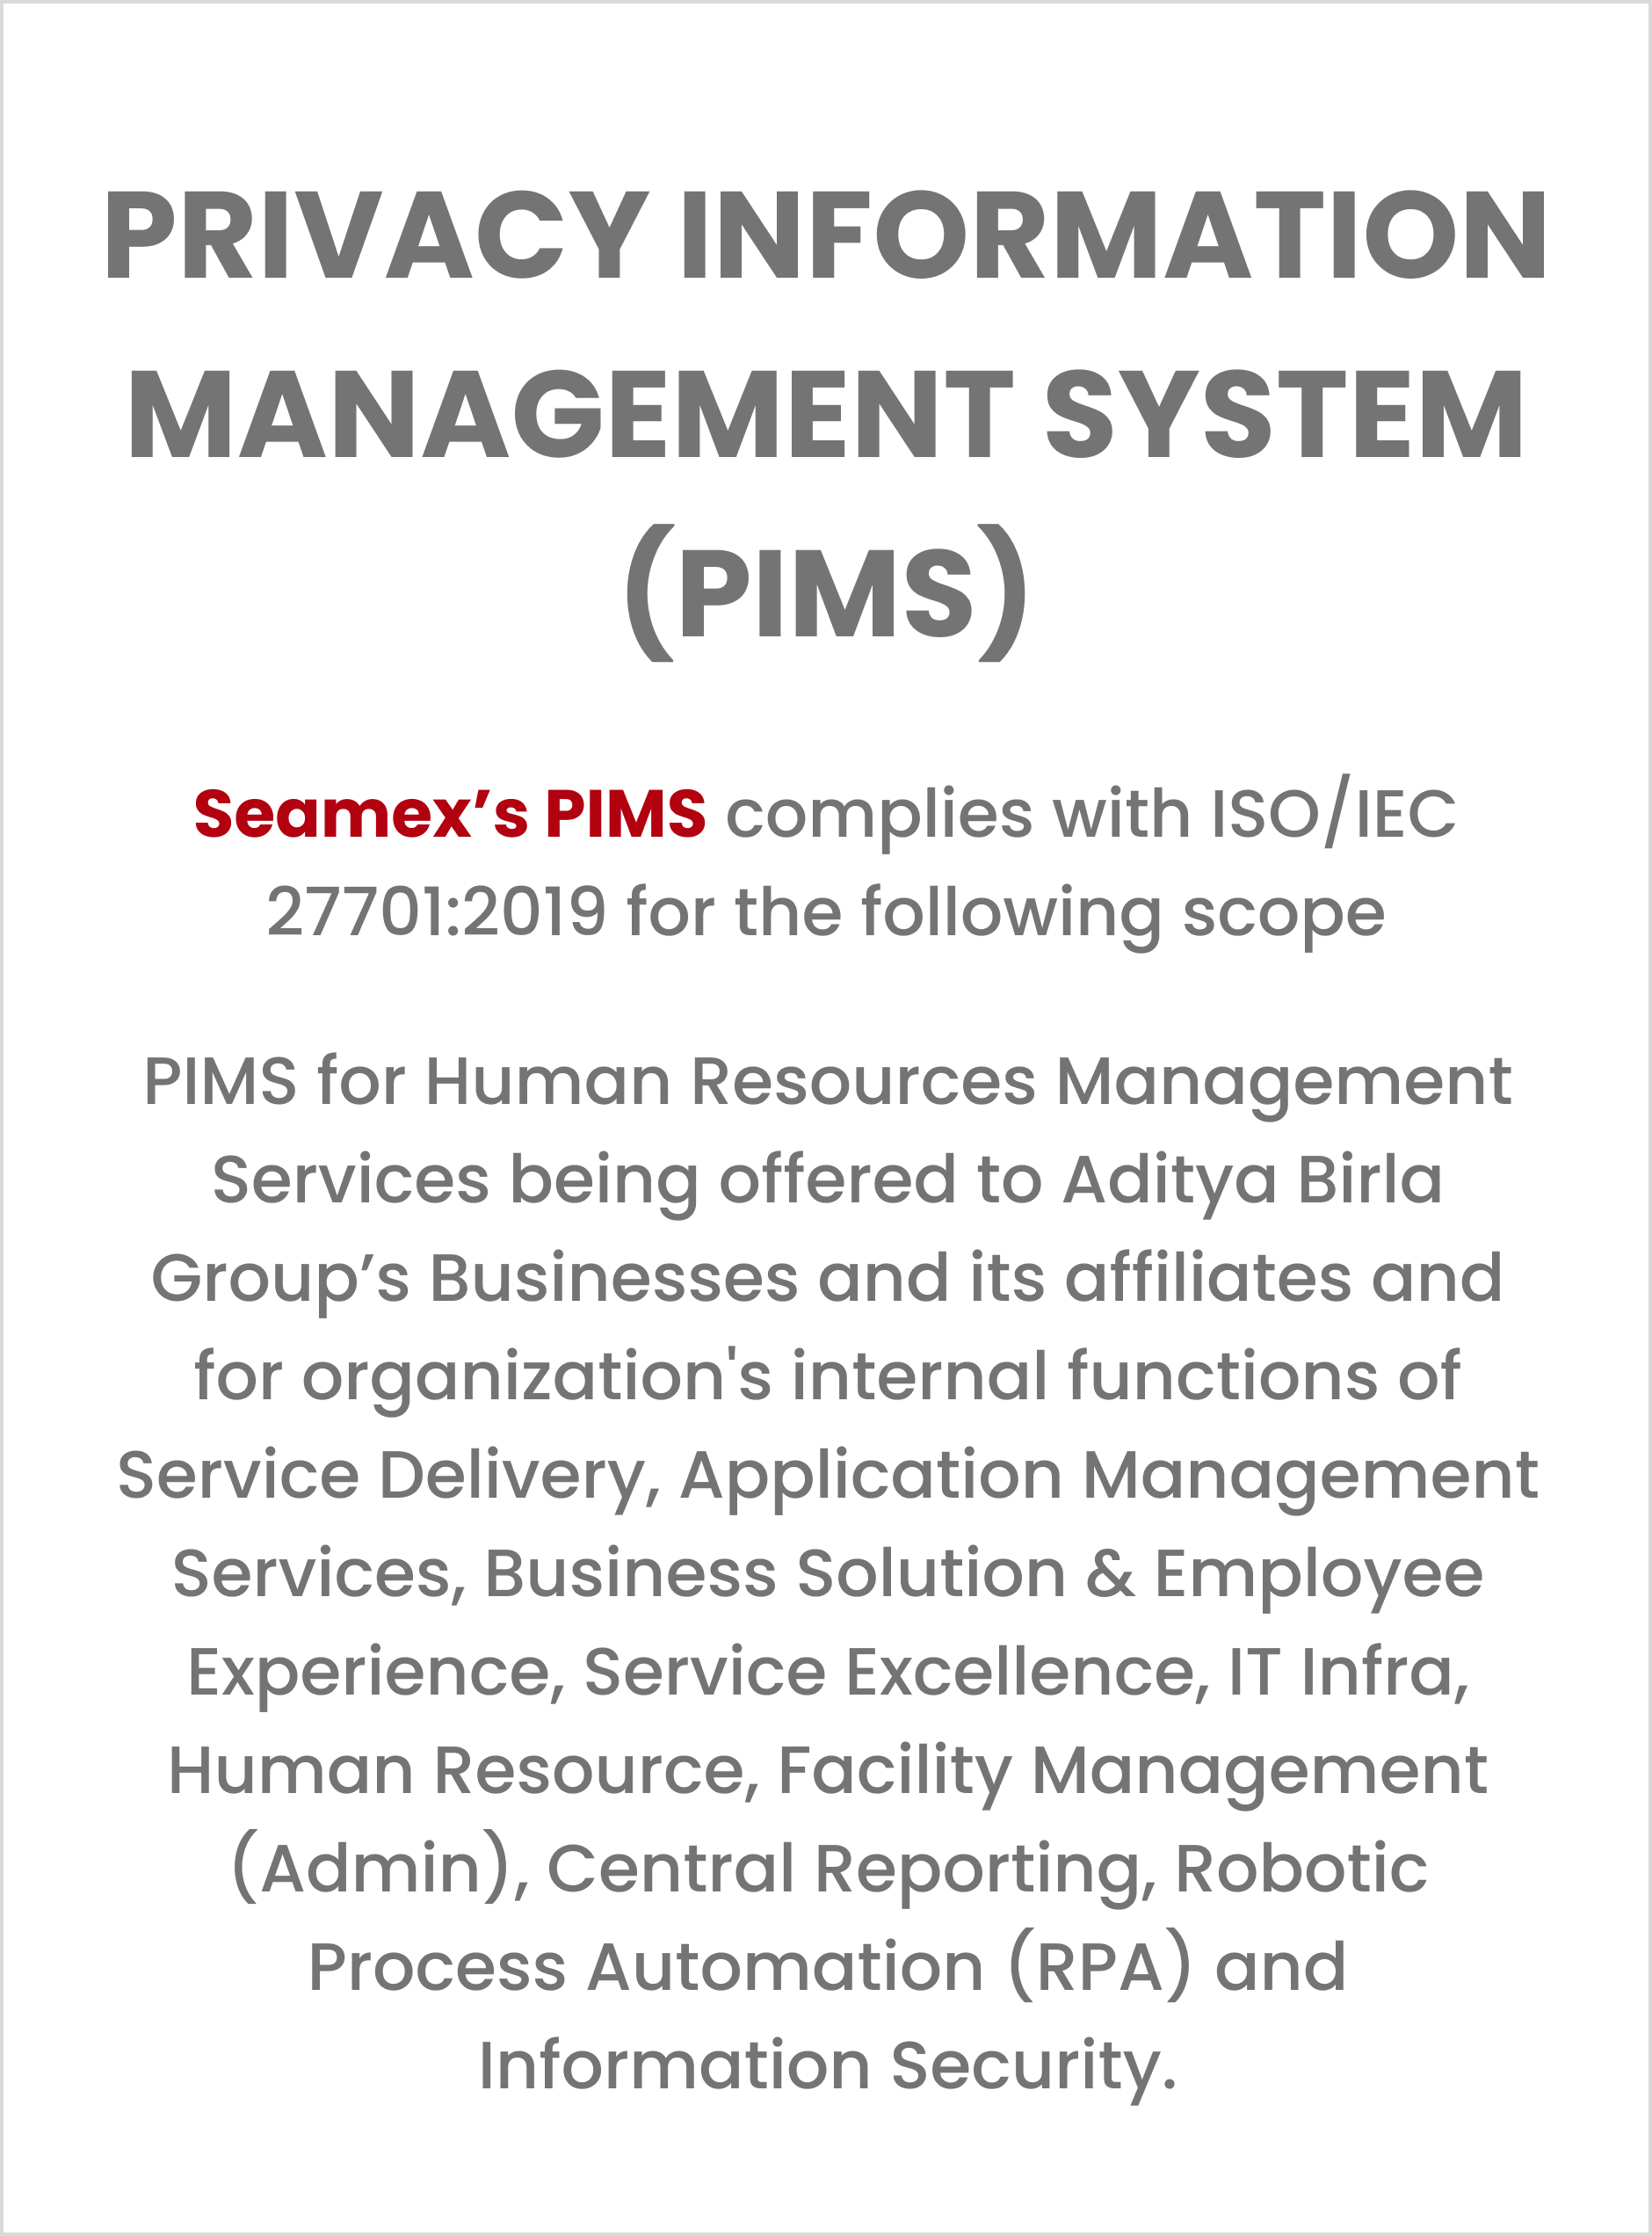 PRIVACY INFORMATION
MANAGEMENT SYSTEM
(PIMS)
Seamex’s PIMS complies with ISO/IEC
27701:2019 for the following scope
PIMS for Human Resources Management
Services being offered to Aditya Birla
Group’s Businesses and its affiliates and
for organization's internal functions of
Service Delivery, Application Management
Services, Business Solution & Employee
Experience, Service Excellence, IT Infra,
Human Resource, Facility Management
(Admin), Central Reporting, Robotic
Process Automation (RPA) and
Information Security.